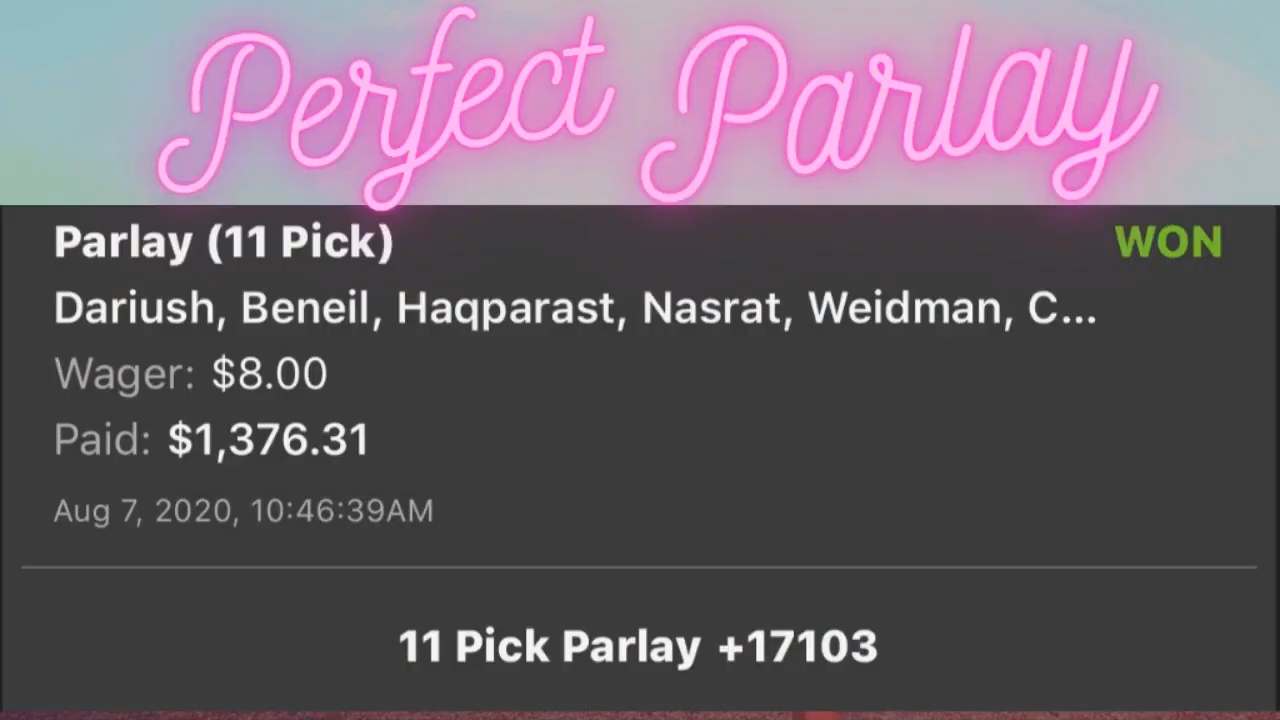 Perfect Parlay
Parlay (11 Pick)
WON
Dariush, Beneil, Haqparast, Nasrat, Weidman, C...
Wager: $8.00
Paid: $1,376.31
Aug 7, 2020, 10:46:39AM
11 Pick Parlay +17103